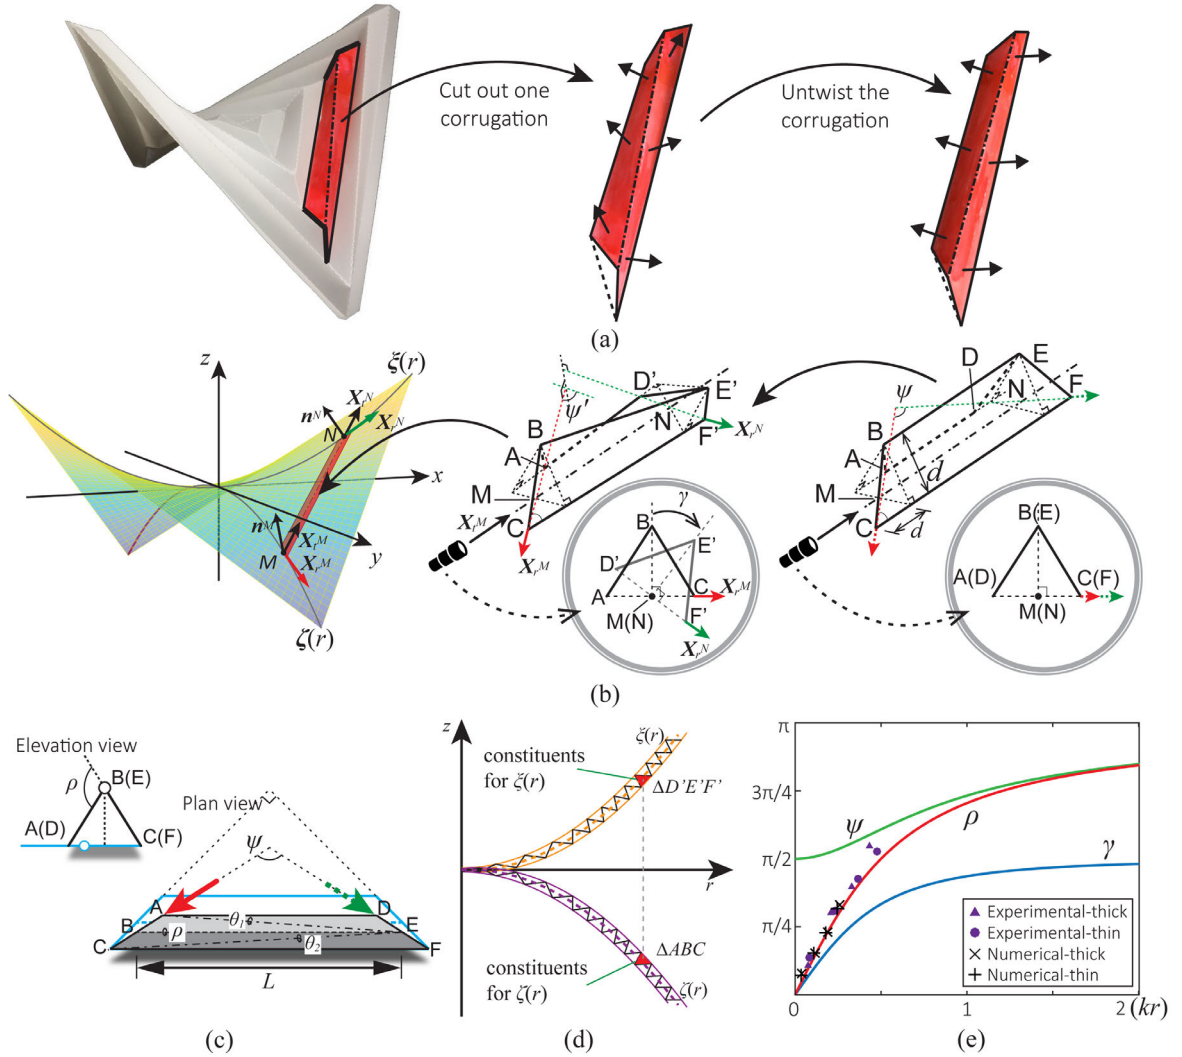 Cut out one
corrugation
Untwist the
corrugation
(a)
z
ξ(r)
X_t^N
n^N
X_r^N
N
x
n^M
X_t^M
M
X_r^M
y
ζ(r)
D'
E'
ψ'
B
N
F'
X_r^N
A
M
C
X_t^M
X_r^M
γ
B
E'
D'
A
C
X_r^M
M(N)
F'
X_r^N
D
E
ψ
N
F
B
A
d
M
C
d
B(E)
A(D)
C(F)
M(N)
(b)
Elevation view
ρ
B(E)
A(D)
C(F)
Plan view
ψ
A
D
B
θ1
E
ρ
C
θ2
F
L
(c)
z
ξ(r)
constituents
for ξ(r)
ΔD'E'F'
r
ΔABC
constituents
for ζ(r)
ζ(r)
(d)
π
3π/4
ψ
ρ
π/2
γ
π/4
Experimental-thick
Experimental-thin
Numerical-thick
Numerical-thin
0
1
2 (kr)
(e)